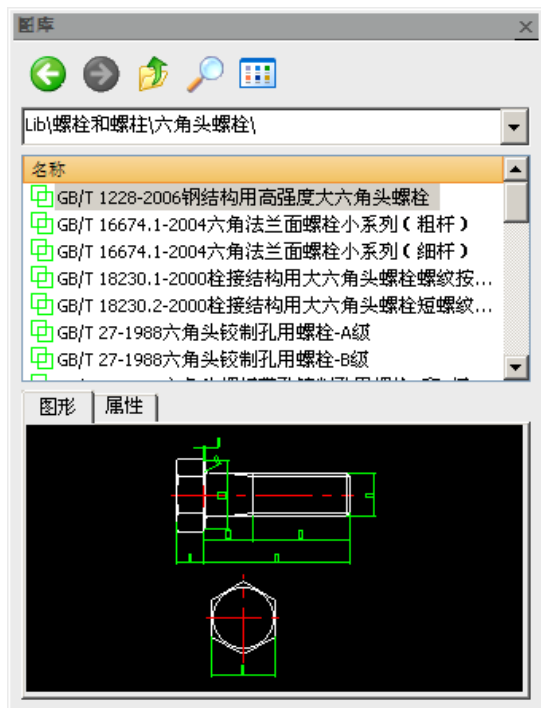 图库
Lib\螺栓和螺柱\六角头螺栓\
名称
GB/T 1228-2006钢结构用高强度大六角头螺栓
GB/T 16674.1-2004六角法兰面螺栓小系列(粗杆)
GB/T 16674.1-2004六角法兰面螺栓小系列(细杆)
GB/T 18230.1-2000栓接结构用大六角头螺栓螺纹按...
GB/T 18230.2-2000栓接结构用大六角头螺栓短螺纹...
GB/T 27-1988六角头铰制孔用螺栓-A级
GB/T 27-1988六角头铰制孔用螺栓-B级
图形 属性